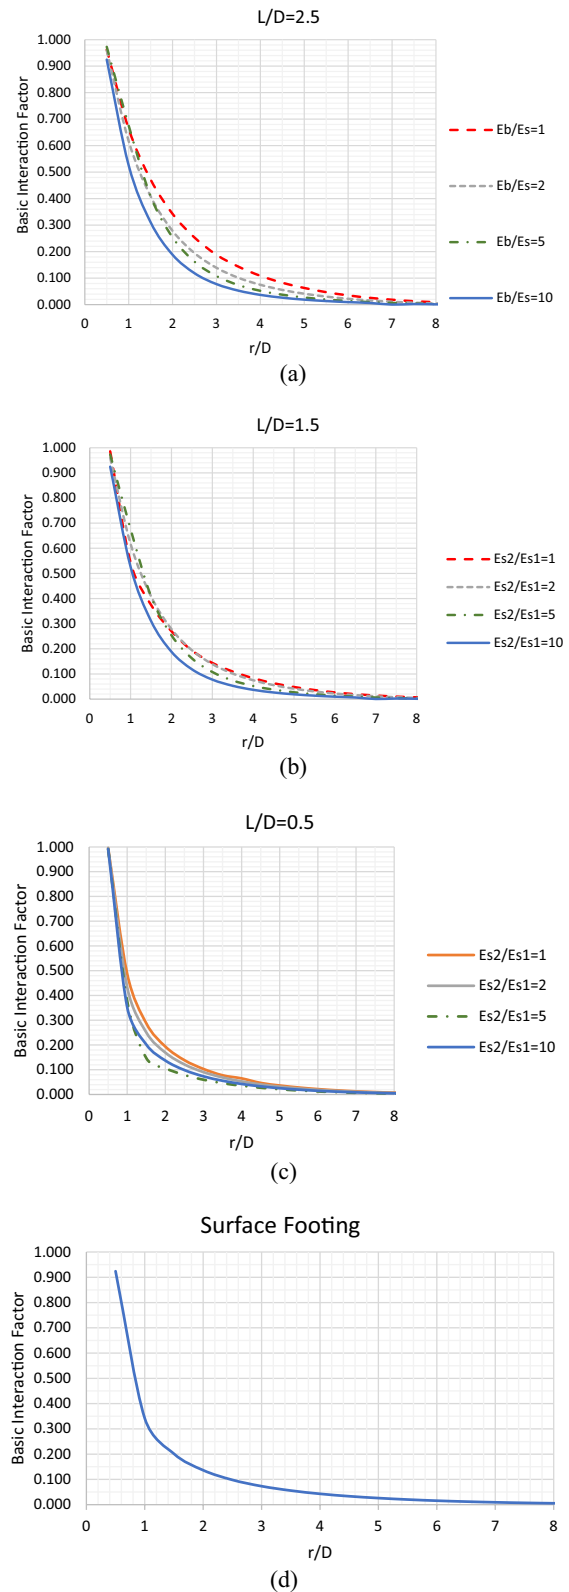 L/D=2.5
1.000
0.900
0.800
0.700
0.600
0.500
0.400
0.300
0.200
0.100
0.000
Basic Interaction Factor
0 1 2 3 4 5 6 7 8
r/D
Eb/Es=1
Eb/Es=2
Eb/Es=5
Eb/Es=10
(a)
L/D=1.5
1.000
0.900
0.800
0.700
0.600
0.500
0.400
0.300
0.200
0.100
0.000
Basic Interaction Factor
0 1 2 3 4 5 6 7 8
r/D
Es2/Es1=1
Es2/Es1=2
Es2/Es1=5
Es2/Es1=10
(b)
L/D=0.5
1.000
0.900
0.800
0.700
0.600
0.500
0.400
0.300
0.200
0.100
0.000
Basic Interaction Factor
0 1 2 3 4 5 6 7 8
r/D
Es2/Es1=1
Es2/Es1=2
Es2/Es1=5
Es2/Es1=10
(c)
Surface Footing
1.000
0.900
0.800
0.700
0.600
0.500
0.400
0.300
0.200
0.100
0.000
Basic Interaction Factor
0 1 2 3 4 5 6 7 8
r/D
(d)